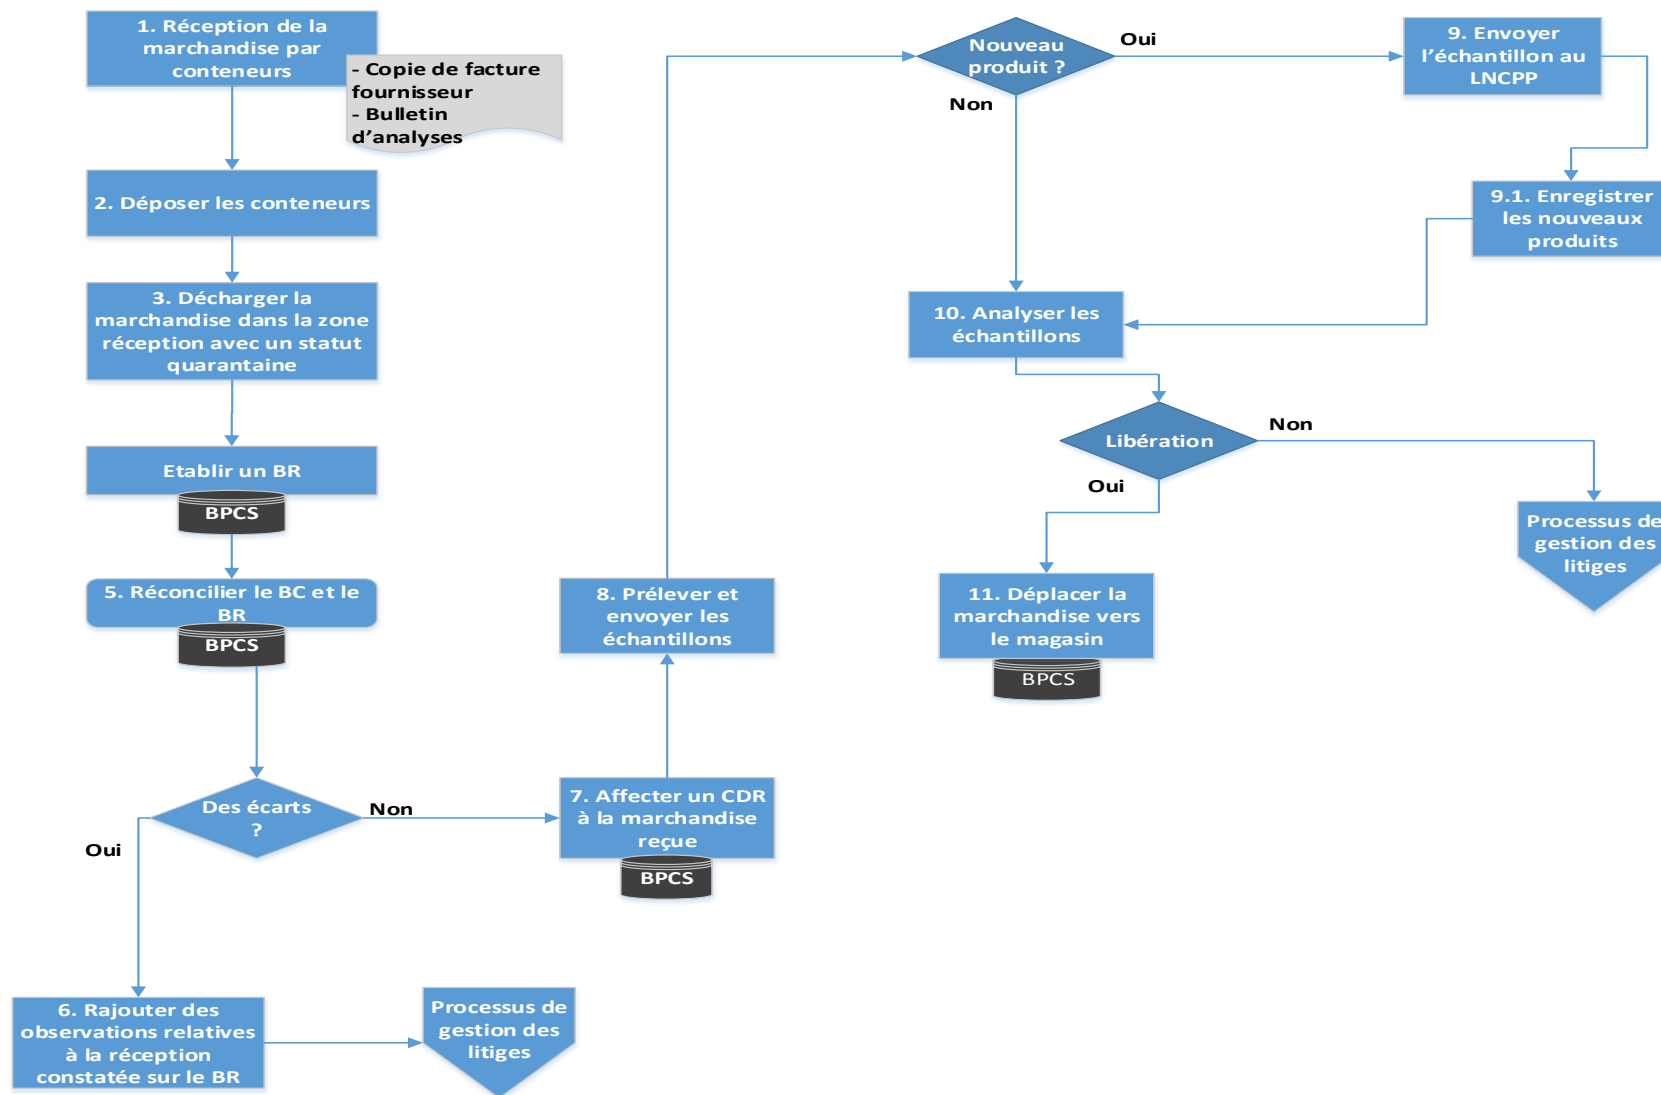 1. Réception de la
marchandise par
conteneurs
- Copie de facture
fournisseur
- Bulletin
d’analyses
2. Déposer les conteneurs
3. Décharger la
marchandise dans la zone
réception avec un statut
quarantaine
Etablir un BR
BPCS
5. Réconcilier le BC et le
BR
BPCS
Des écarts
?
Oui
Non
6. Rajouter des
observations relatives
à la réception
constatée sur le BR
Processus de
gestion des
litiges
7. Affecter un CDR
à la marchandise
reçue
BPCS
8. Prélever et
envoyer les
échantillons
Nouveau
produit ?
Oui
Non
9. Envoyer
l’échantillon au
LNCPP
9.1. Enregistrer
les nouveaux
produits
10. Analyser les
échantillons
Libération
Non
Oui
Processus de
gestion des
litiges
11. Déplacer la
marchandise vers
le magasin
BPCS